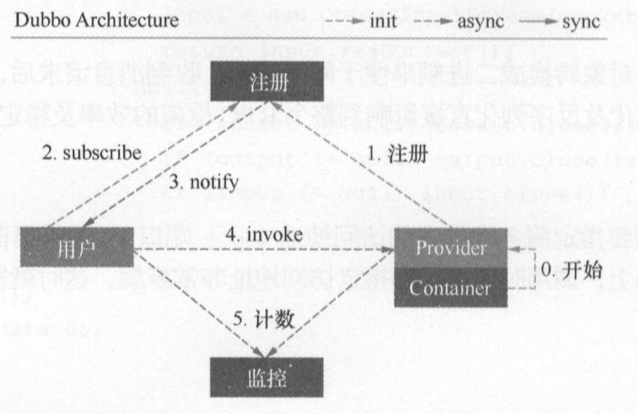 Dubbo Architecture
init
async
sync
注册
2. subscribe
1. 注册
3. notify
4. invoke
用户
Provider
Container
0. 开始
5. 计数
监控